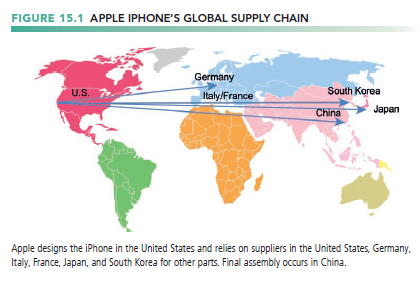 FIGURE 15.1 APPLE IPHONE'S GLOBAL SUPPLY CHAIN
Germany
U.S.
Italy/France
South Korea
China
Japan
Apple designs the iPhone in the United States and relies on suppliers in the United States, Germany,
Italy, France, Japan, and South Korea for other parts. Final assembly occurs in China.